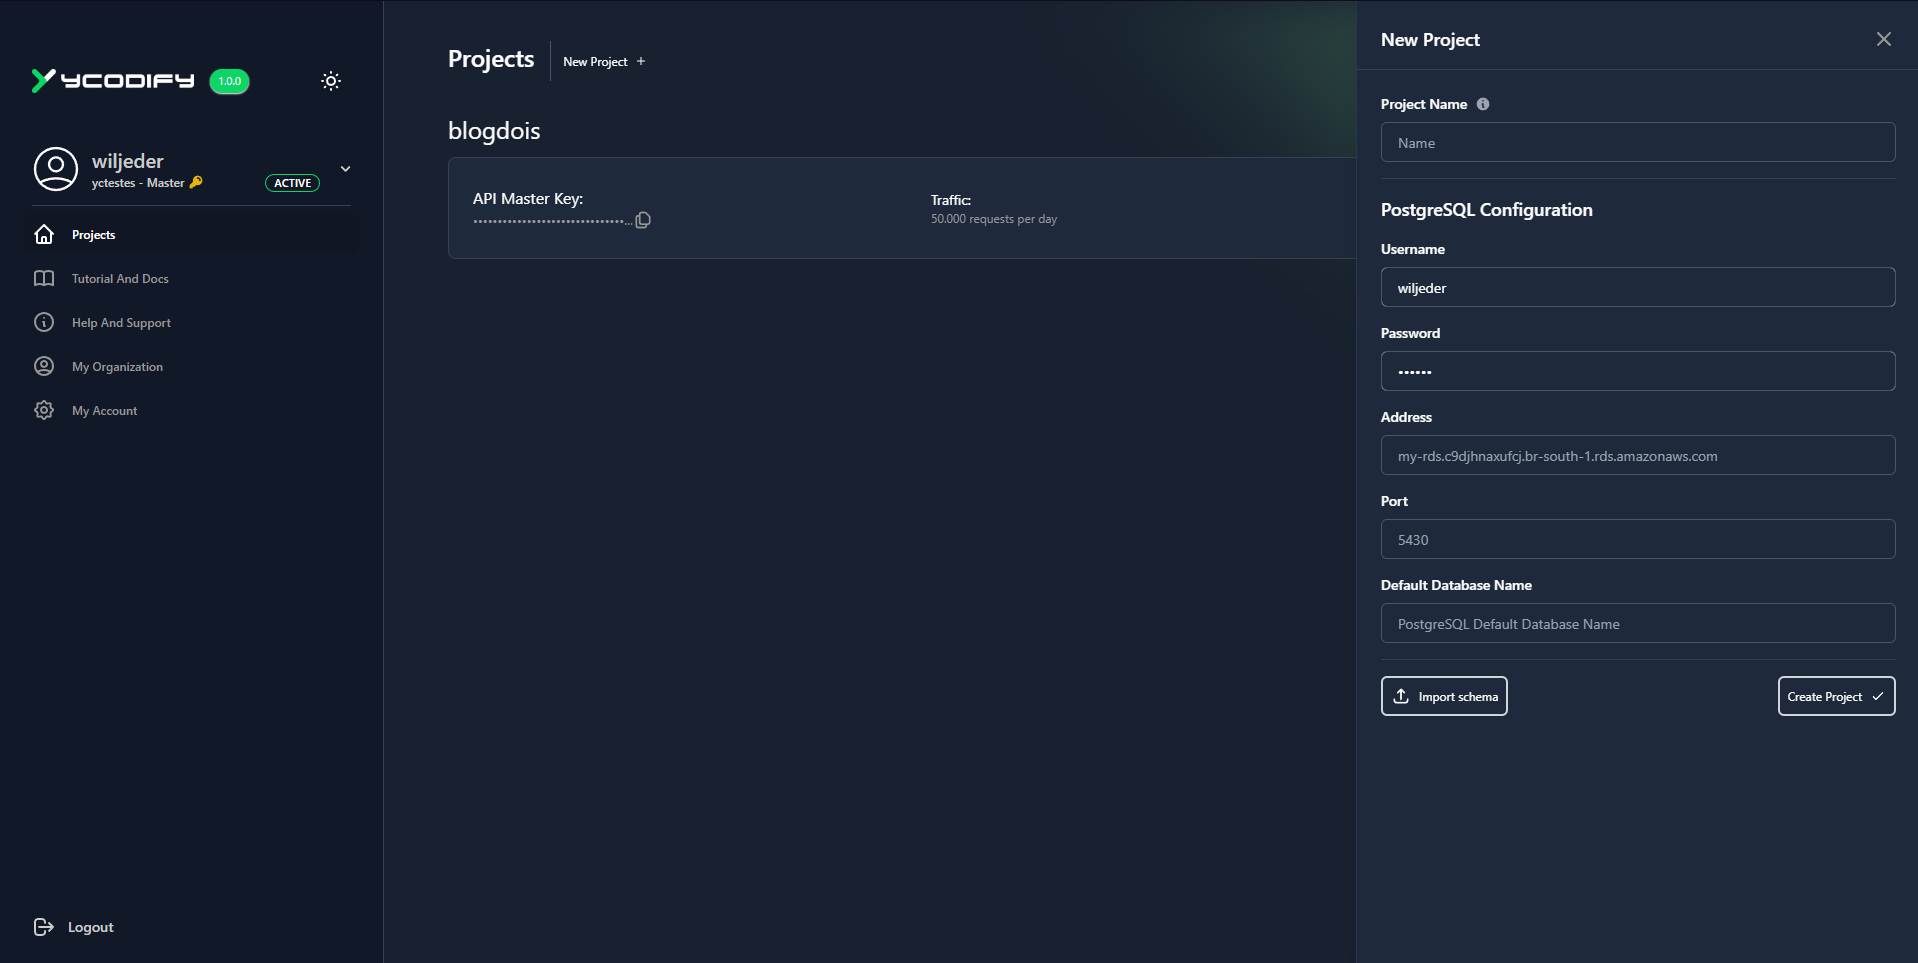 YCODIFY 1.0.0
wiljeder
yctestes - Master
ACTIVE
Projects
Tutorial And Docs
Help And Support
My Organization
My Account
Logout
Projects
New Project +
blogdois
API Master Key:
••••••••••••••••••••••••••••••••...
Traffic:
50.000 requests per day
New Project
Project Name
Name
PostgreSQL Configuration
Username
wiljeder
Password
••••••
Address
my-rds.c9djhnaxufcj.br-south-1.rds.amazonaws.com
Port
5430
Default Database Name
PostgreSQL Default Database Name
Import schema
Create Project